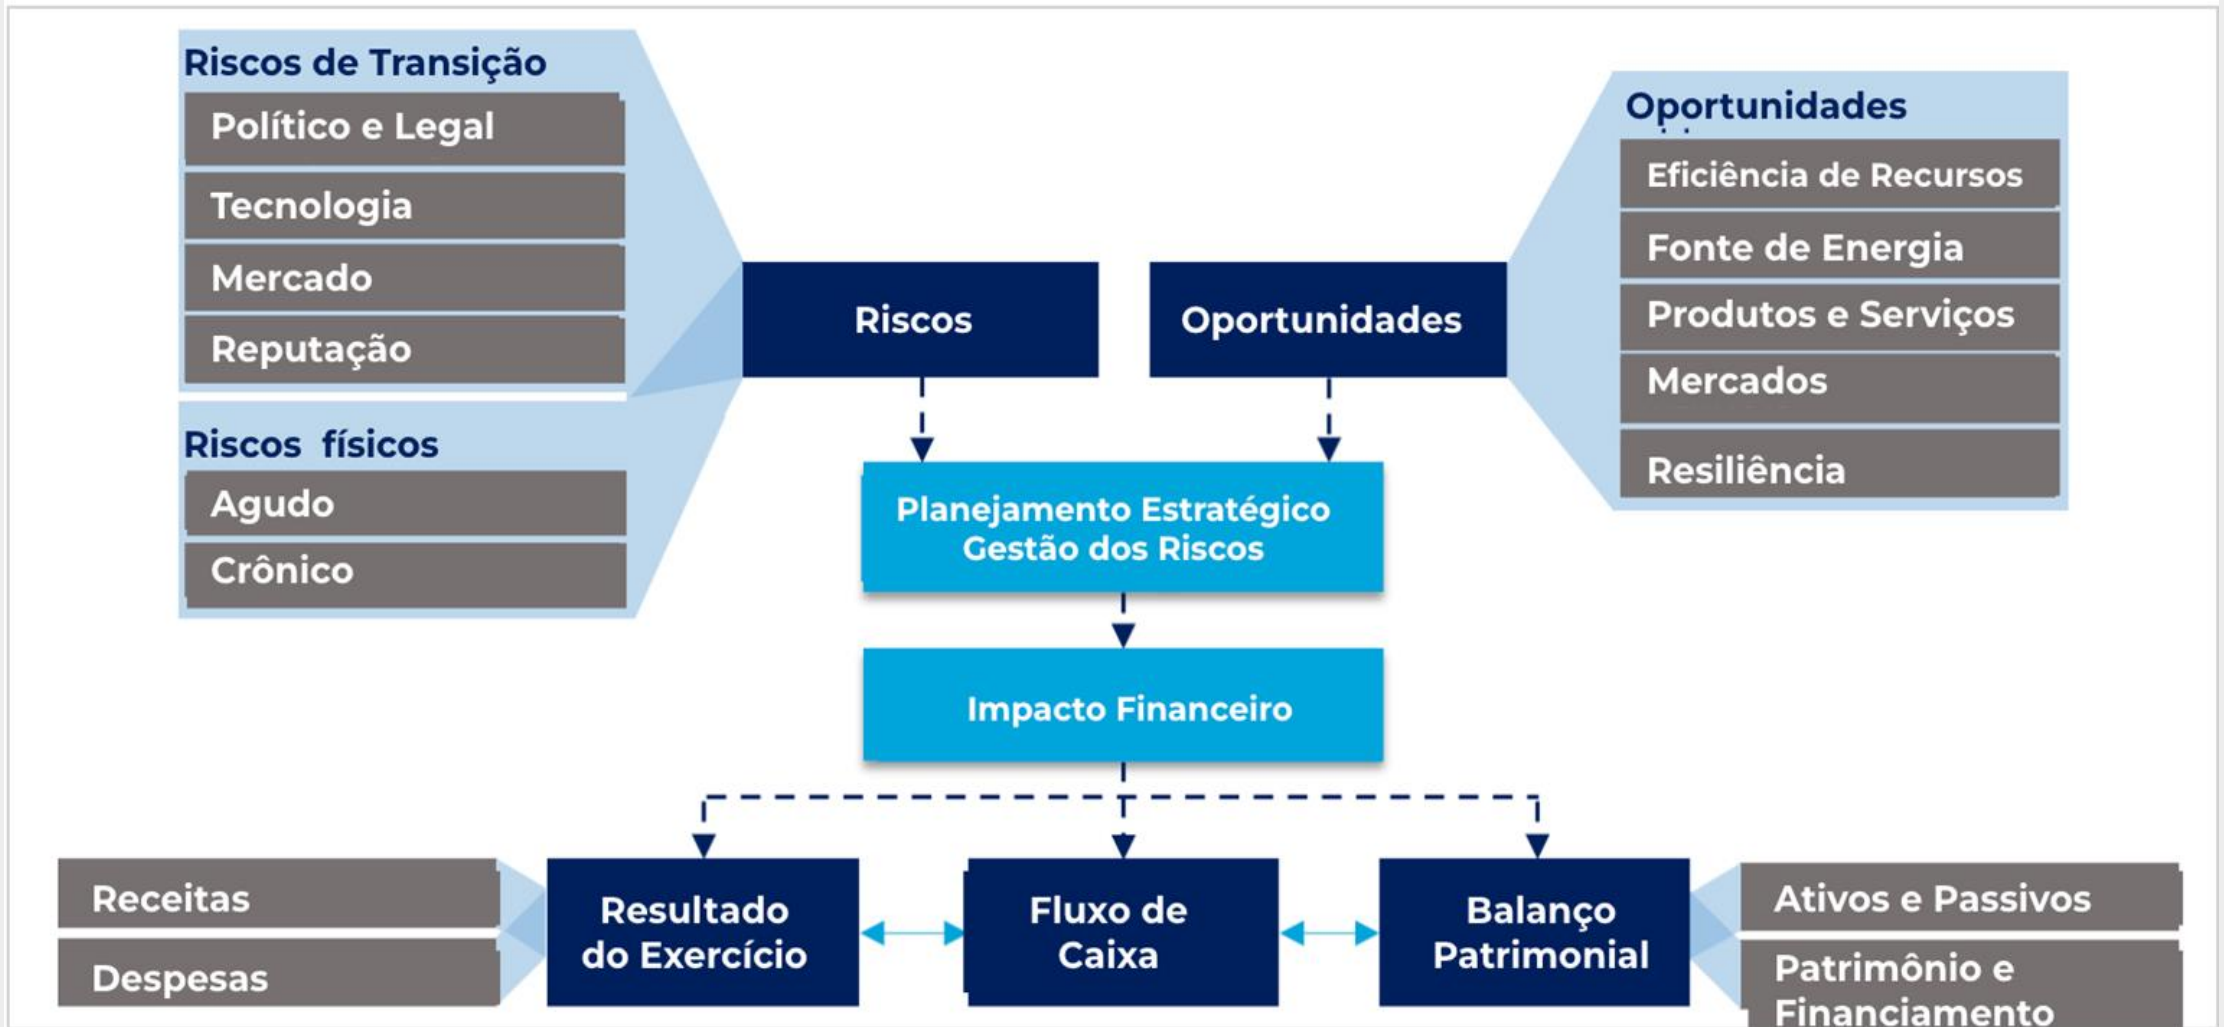 Riscos de Transição
Político e Legal
Tecnologia
Mercado
Reputação
Riscos físicos
Agudo
Crônico
Riscos
Oportunidades
Oportunidades
Eficiência de Recursos
Fonte de Energia
Produtos e Serviços
Mercados
Resiliência
Planejamento Estratégico
Gestão dos Riscos
Impacto Financeiro
Receitas
Despesas
Resultado
do Exercício
Fluxo de
Caixa
Balanço
Patrimonial
Ativos e Passivos
Patrimônio e
Financiamento